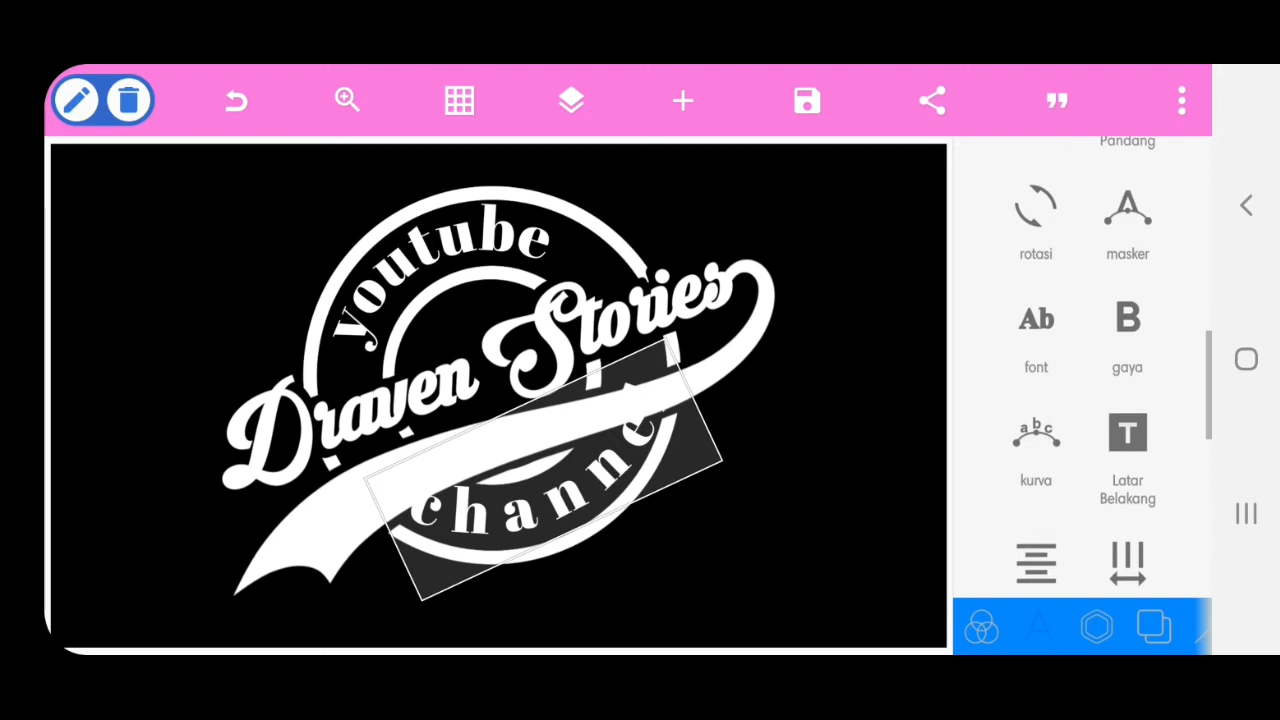 youtube
Draven Stories
channel
Pandang
rotasi
masker
Ab
B
font
gaya
abc
T
kurva
Latar
Belakang